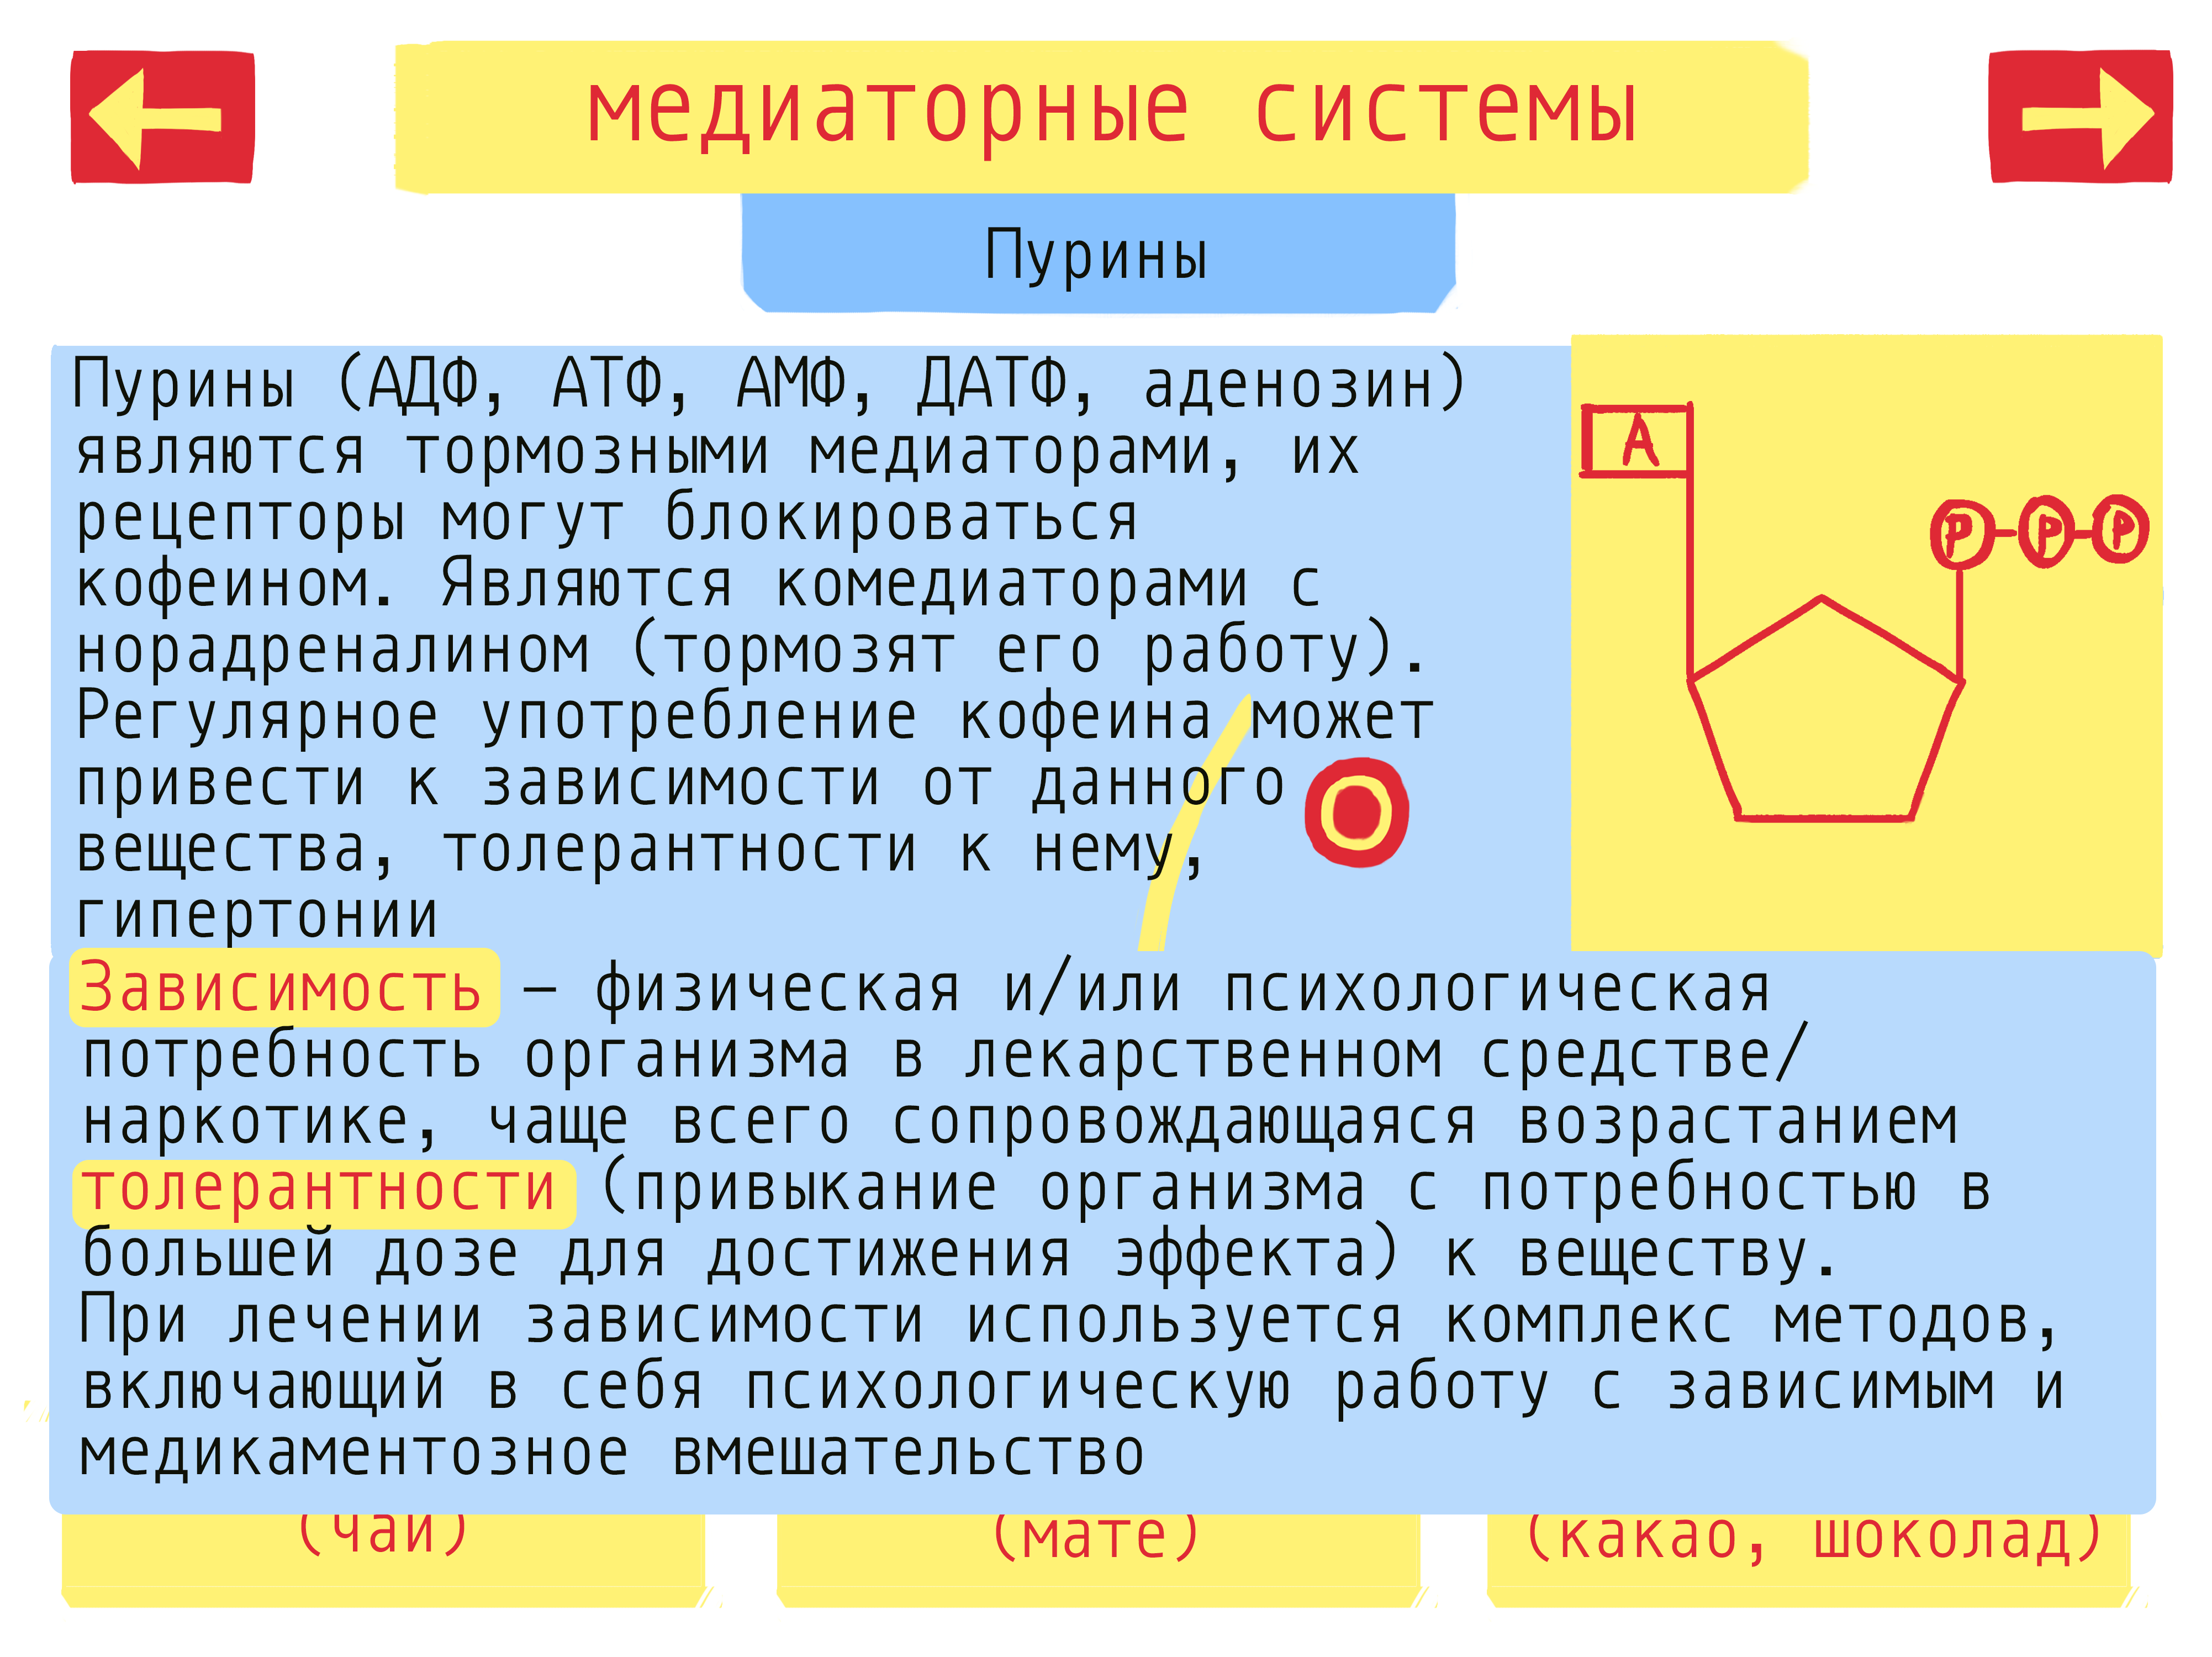 медиаторные системы
Пурины
Пурины (АДФ, АТФ, АМФ, ДАТФ, аденозин)
являются тормозными медиаторами, их
рецепторы могут блокироваться
кофеином. Являются комедиаторами с
норадреналином (тормозят его работу).
Регулярное употребление кофеина может
привести к зависимости от данного
вещества, толерантности к нему,
гипертонии
А
Р-Р-Р
Зависимость – физическая и/или психологическая
потребность организма в лекарственном средстве/
наркотике, чаще всего сопровождающаяся возрастанием
толерантности (привыкание организма с потребностью в
большей дозе для достижения эффекта) к веществу.
При лечении зависимости используется комплекс методов,
включающий в себя психологическую работу с зависимым и
медикаментозное вмешательство
(чай)
(мате)
(какао, шоколад)